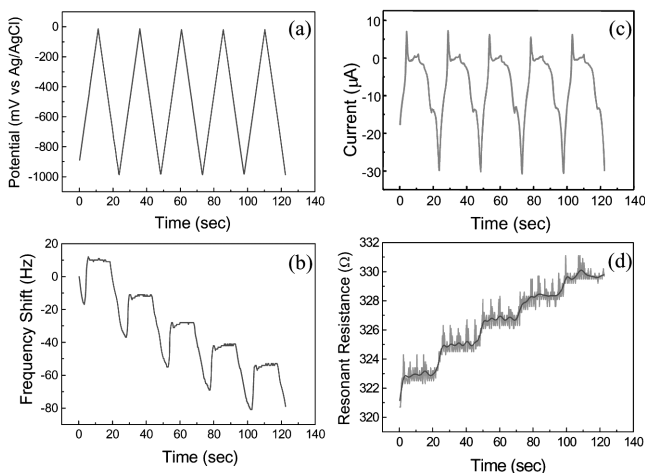 (a)
0
-200
-400
-600
-800
-1000
Potential (mV vs Ag/AgCl)
0 20 40 60 80 100 120 140
Time (sec)
(c)
10
0
-10
-20
-30
Current (μA)
0 20 40 60 80 100 120 140
Time (sec)
(b)
20
0
-20
-40
-60
-80
Frequency Shift (Hz)
0 20 40 60 80 100 120 140
Time (sec)
(d)
332
330
328
326
324
322
320
Resonant Resistance (Ω)
0 20 40 60 80 100 120 140
Time (sec)